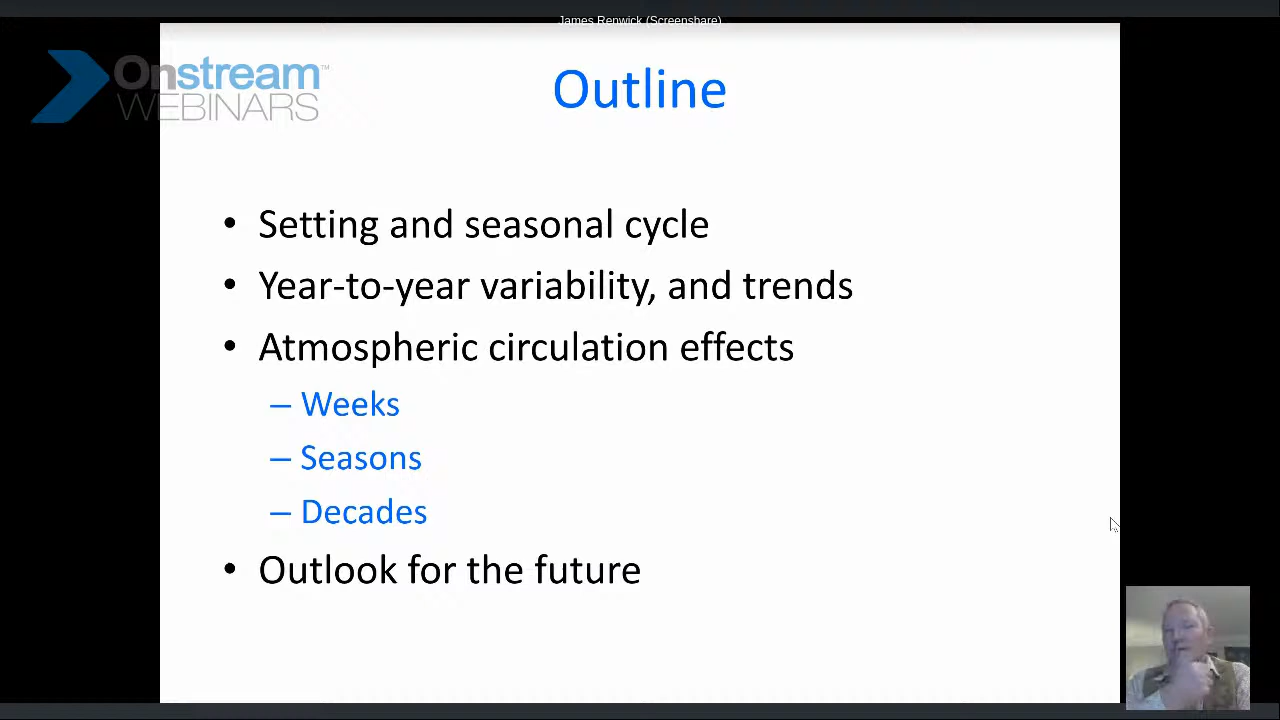 James Renwick (Screenshare)
Onstream™
WEBINARS
Outline
• Setting and seasonal cycle
• Year-to-year variability, and trends
• Atmospheric circulation effects
– Weeks
– Seasons
– Decades
• Outlook for the future